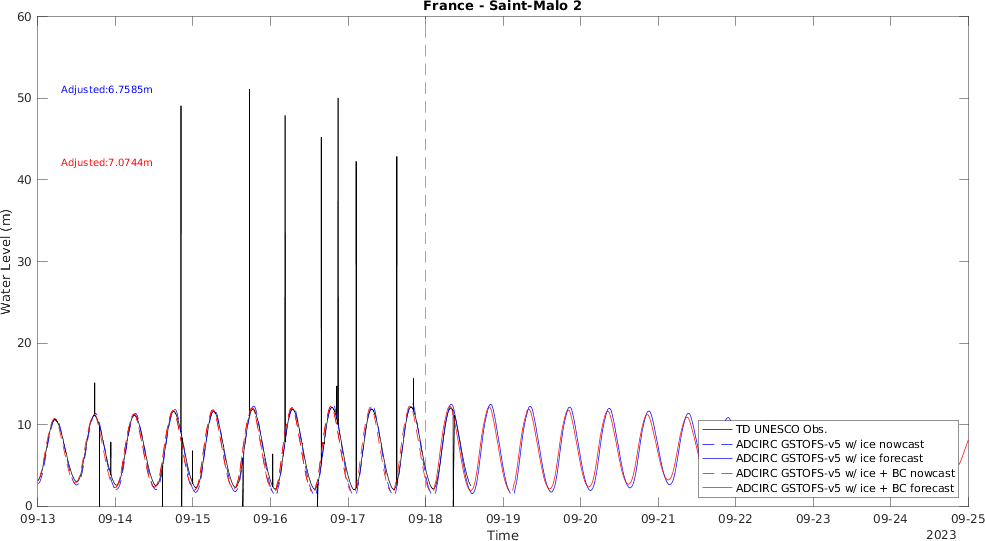 France - Saint-Malo 2
60
50
40
30
20
10
0
Water Level (m)
Adjusted:6.7585m
Adjusted:7.0744m
TD UNESCO Obs.
ADCIRC GSTOFS-v5 w/ ice nowcast
ADCIRC GSTOFS-v5 w/ ice forecast
ADCIRC GSTOFS-v5 w/ ice + BC nowcast
ADCIRC GSTOFS-v5 w/ ice + BC forecast
09-13 09-14 09-15 09-16 09-17 09-18 09-19 09-20 09-21 09-22 09-23 09-24 09-25
Time
2023